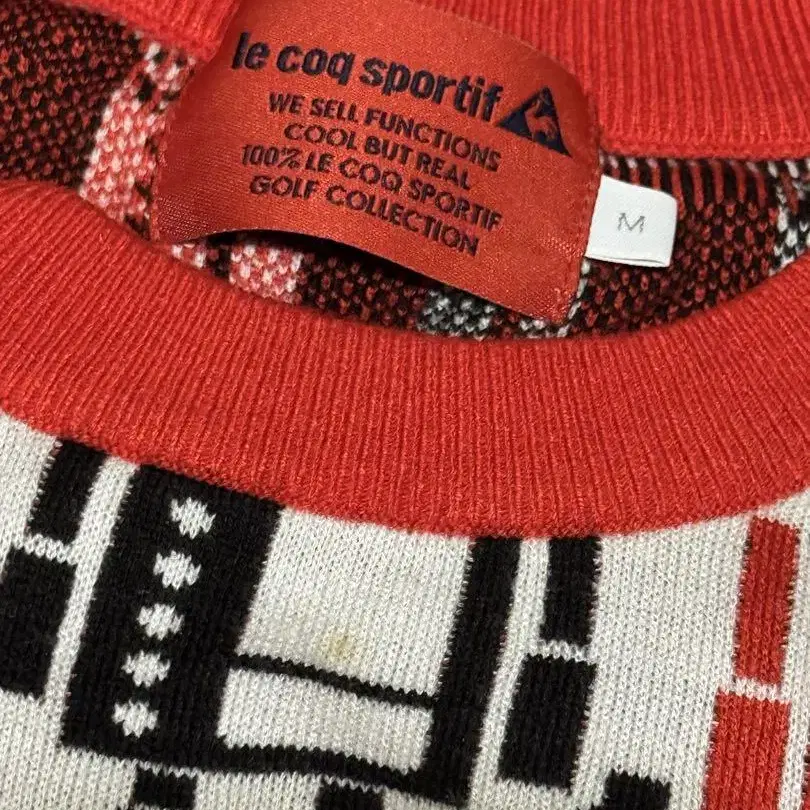 le coq sportif
WE SELL FUNCTIONS
COOL BUT REAL
100% LE COQ SPORTIF
GOLF COLLECTION
M